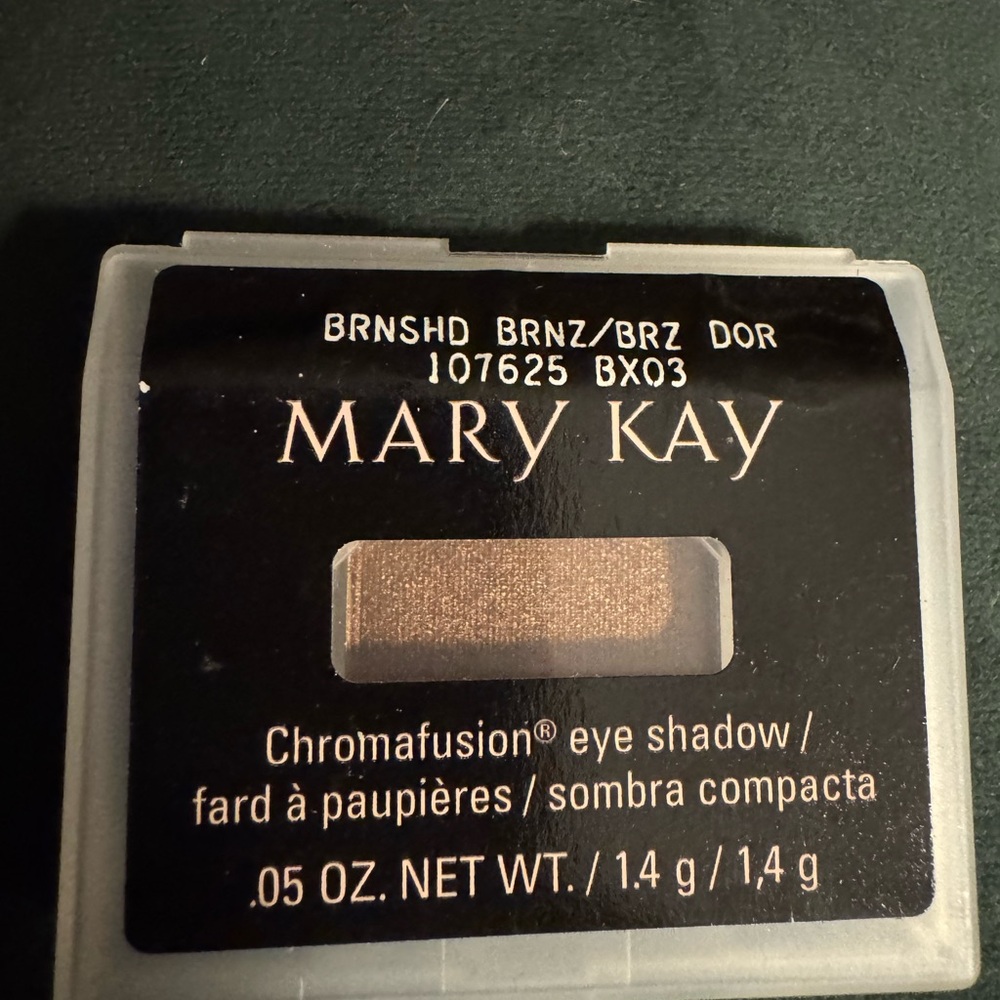 BRNSHD BRNZ/BRZ DOR
107625 BX03
MARY KAY
Chromafusion® eye shadow /
fard à paupières / sombra compacta
.05 OZ. NET WT. / 1.4 g / 1,4 g